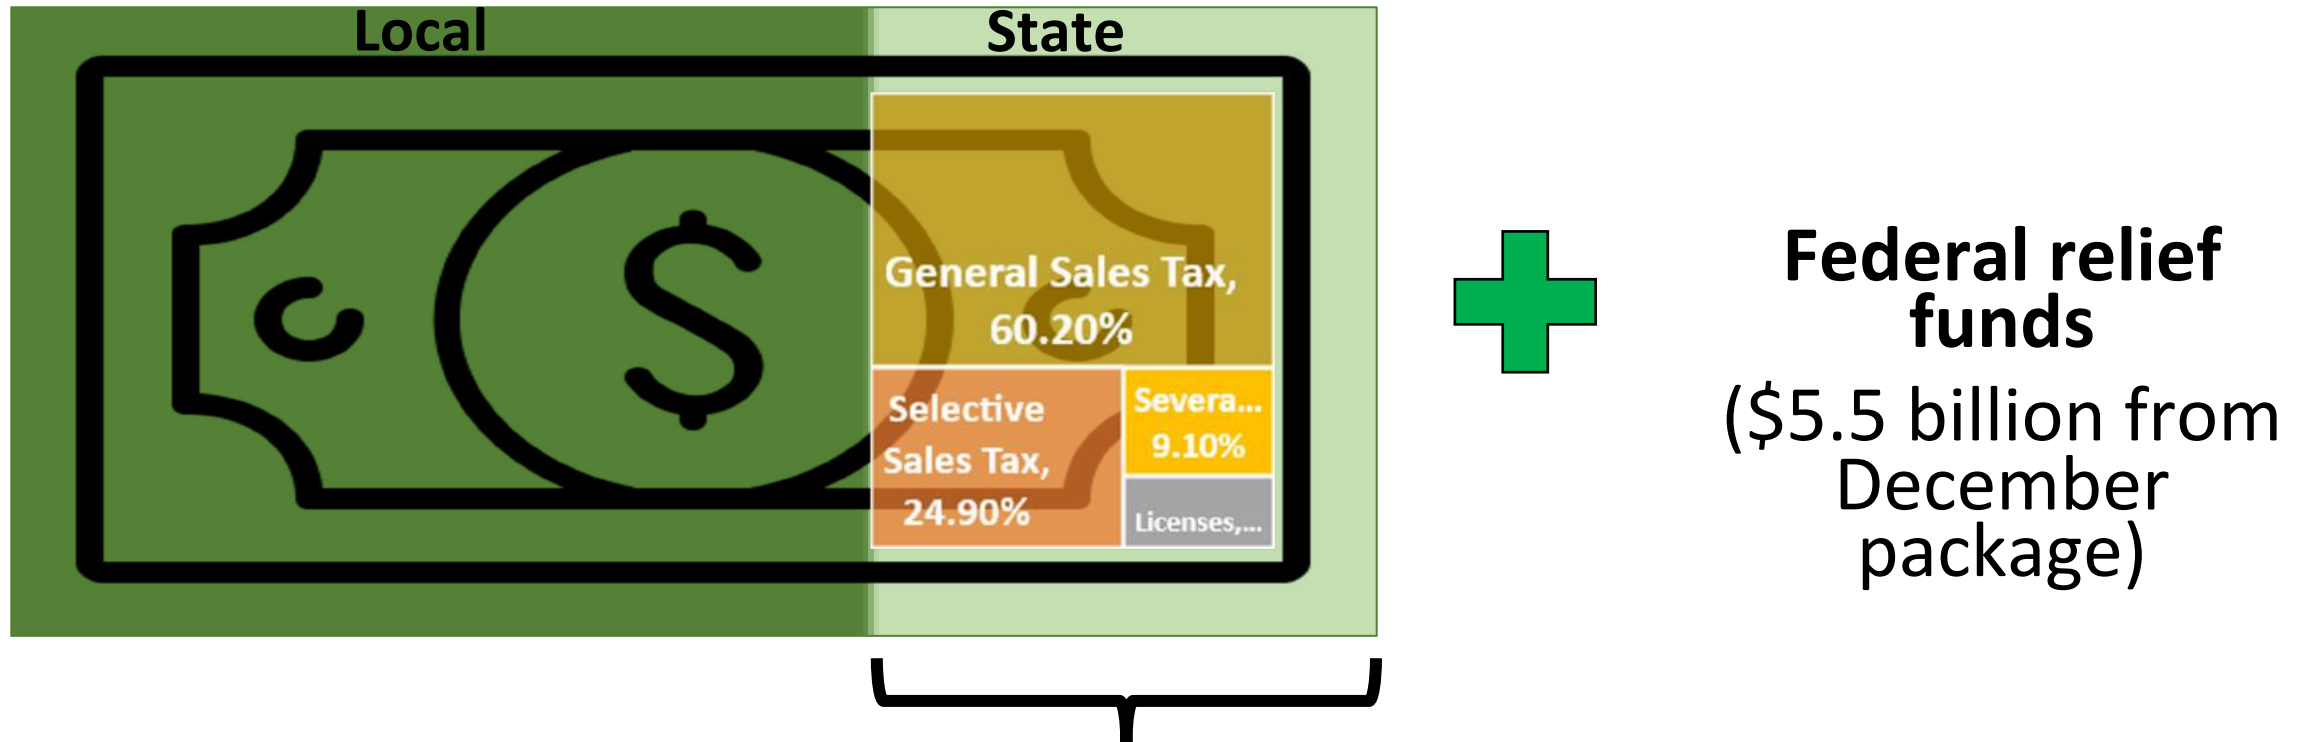 Local
State
General Sales Tax,
60.20%
Selective
Sales Tax,
24.90%
Severa...
9.10%
Licenses,...
$
Federal relief
funds
($5.5 billion from
December
package)